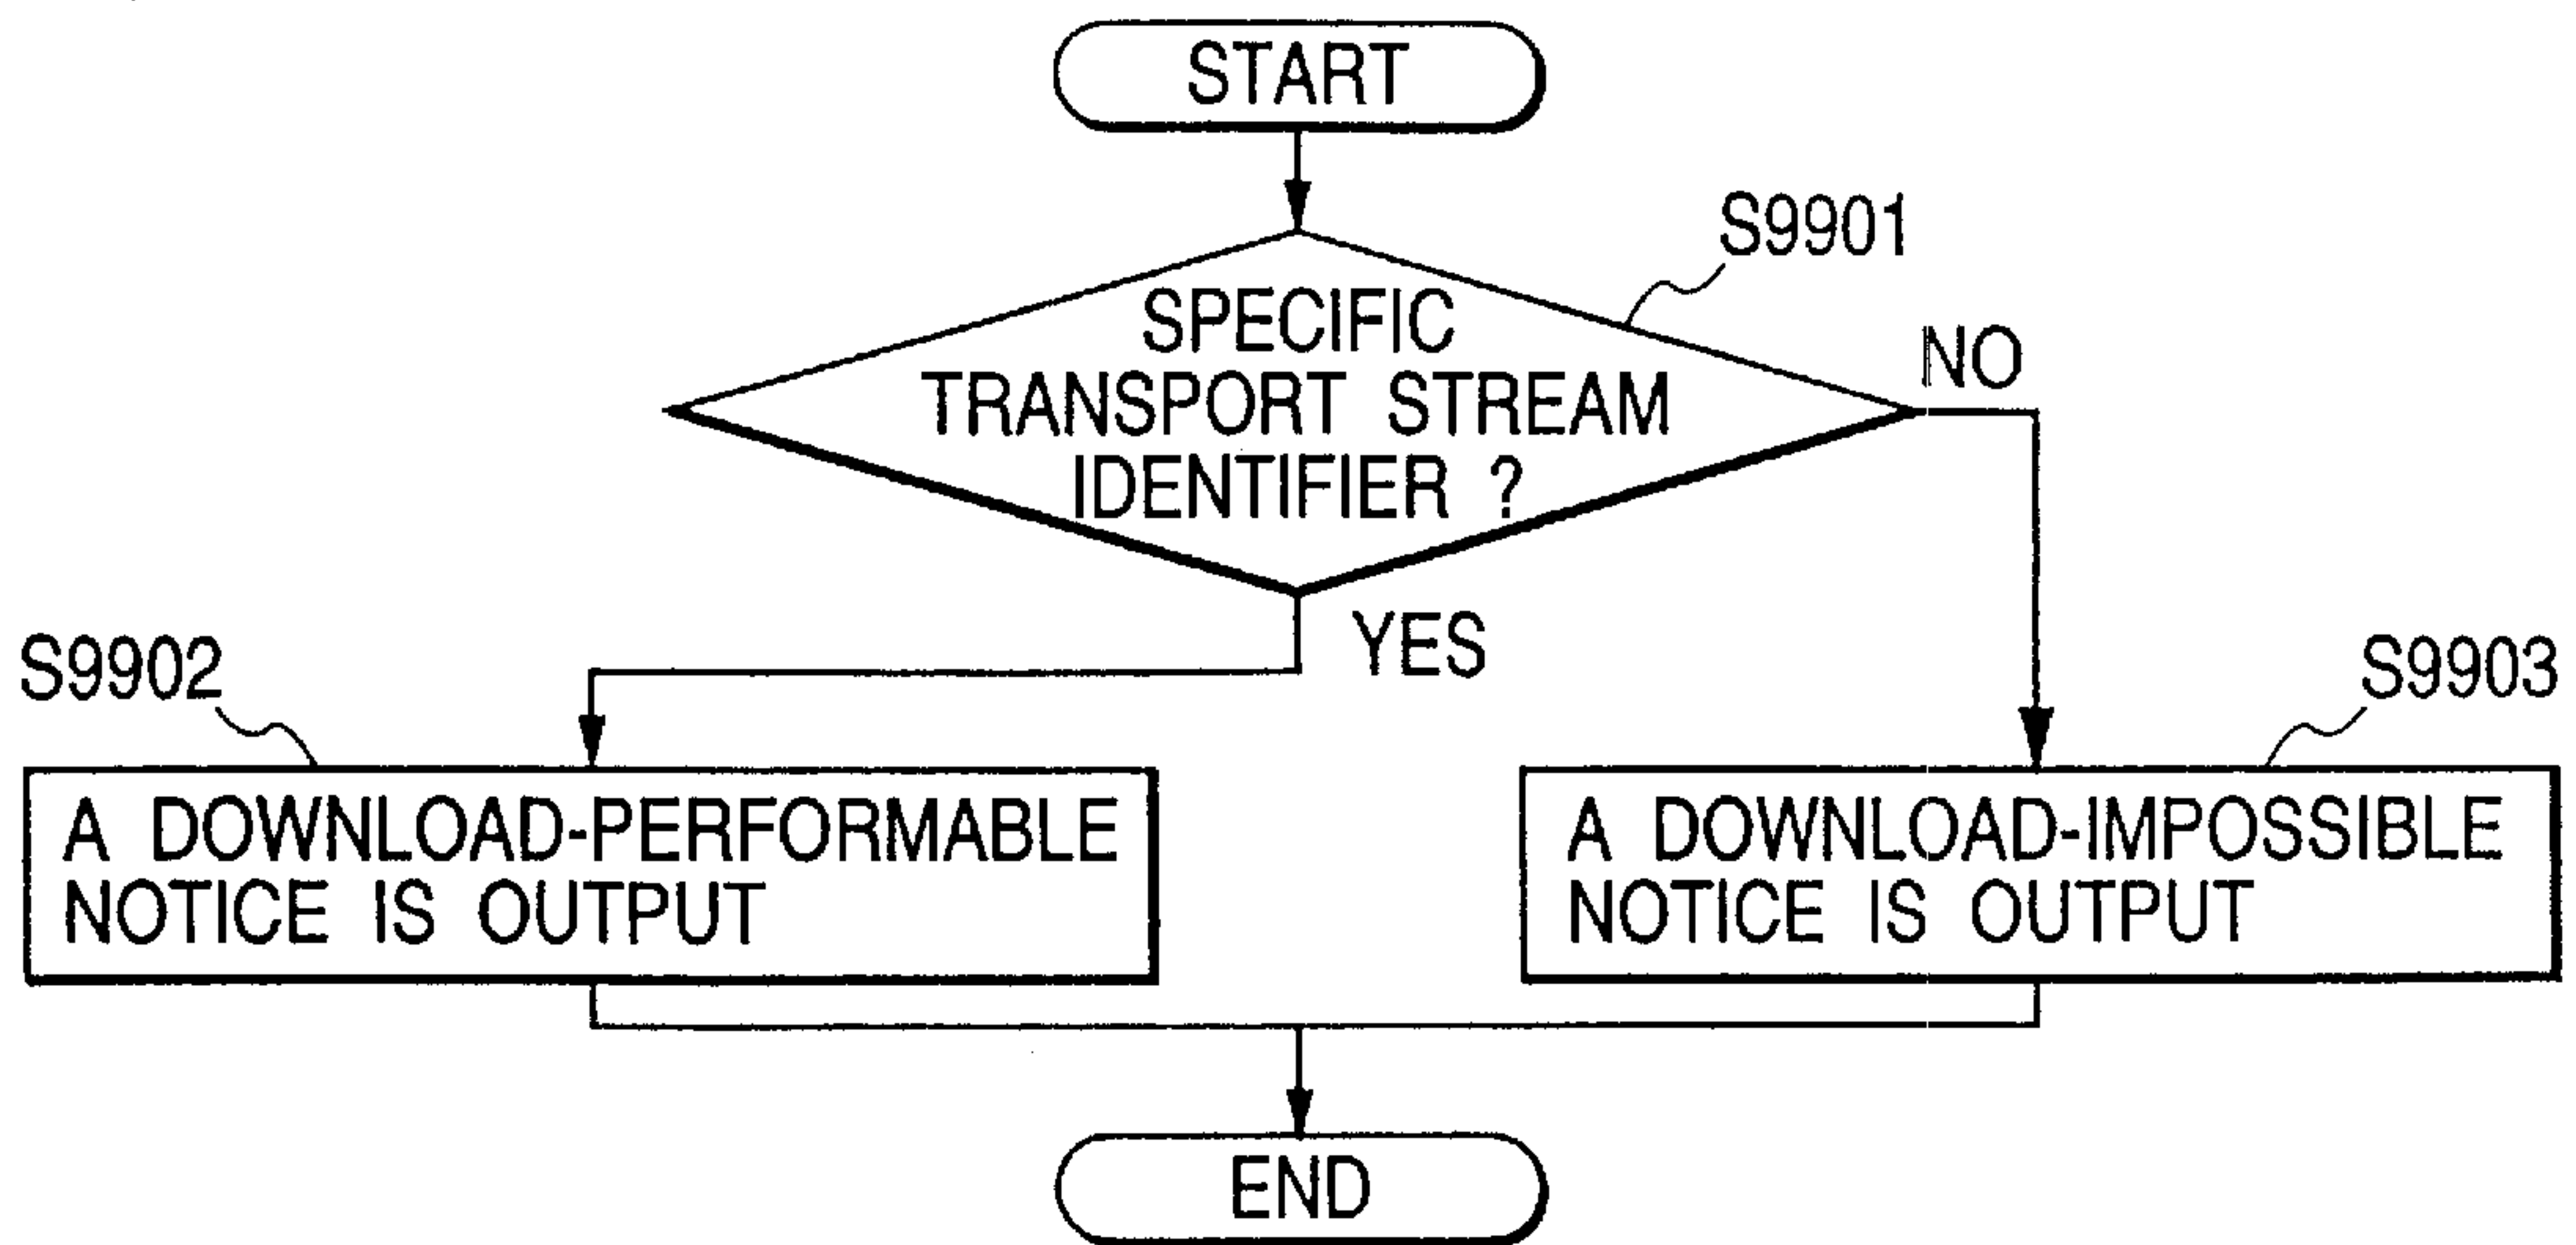 START
S9901
SPECIFIC
TRANSPORT STREAM
IDENTIFIER ?
NO
YES
S9902
A DOWNLOAD-PERFORMABLE
NOTICE IS OUTPUT
S9903
A DOWNLOAD-IMPOSSIBLE
NOTICE IS OUTPUT
END